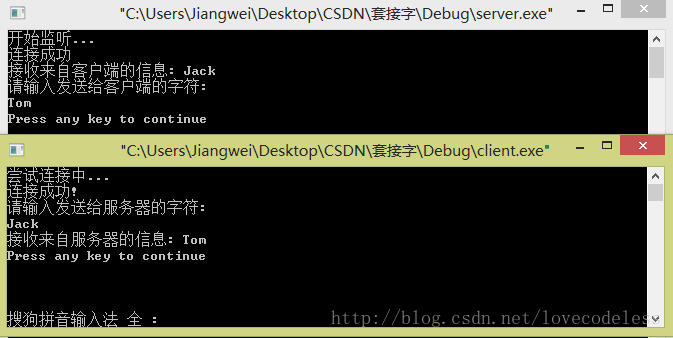 "C:\Users\Jiangwei\Desktop\CSDN\套接字\Debug\server.exe"
开始监听...
连接成功
接收来自客户端的信息: Jack
请输入发送给客户端的字符:
Tom
Press any key to continue
"C:\Users\Jiangwei\Desktop\CSDN\套接字\Debug\client.exe"
尝试连接中...
连接成功!
请输入发送给服务器的字符:
Jack
接收来自服务器的信息: Tom
Press any key to continue
搜狗拼音输入法 全 :
http://blog.csdn.net/lovecodeless